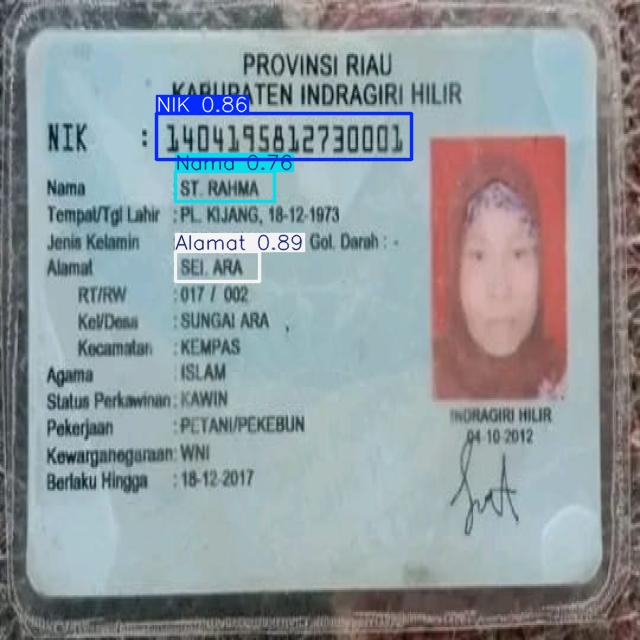 PROVINSI RIAU
KABUPATEN INDRAGIRI HILIR
NIK 0.86
NIK : 1404195812730001
Nama 0.76
Nama : ST. RAHMA
Tempat/Tgl Lahir : PL. KIJANG, 18-12-1973
Jenis Kelamin Alamat 0.89 Gol. Darah : -
Alamat SEI. ARA
RT/RW : 017 / 002
Kel/Desa : SUNGAI ARA
Kecamatan : KEMPAS
Agama : ISLAM
Status Perkawinan : KAWIN
Pekerjaan : PETANI/PEKEBUN
Kewarganegaraan : WNI
Berlaku Hingga : 18-12-2017
INDRAGIRI HILIR
04-10-2012